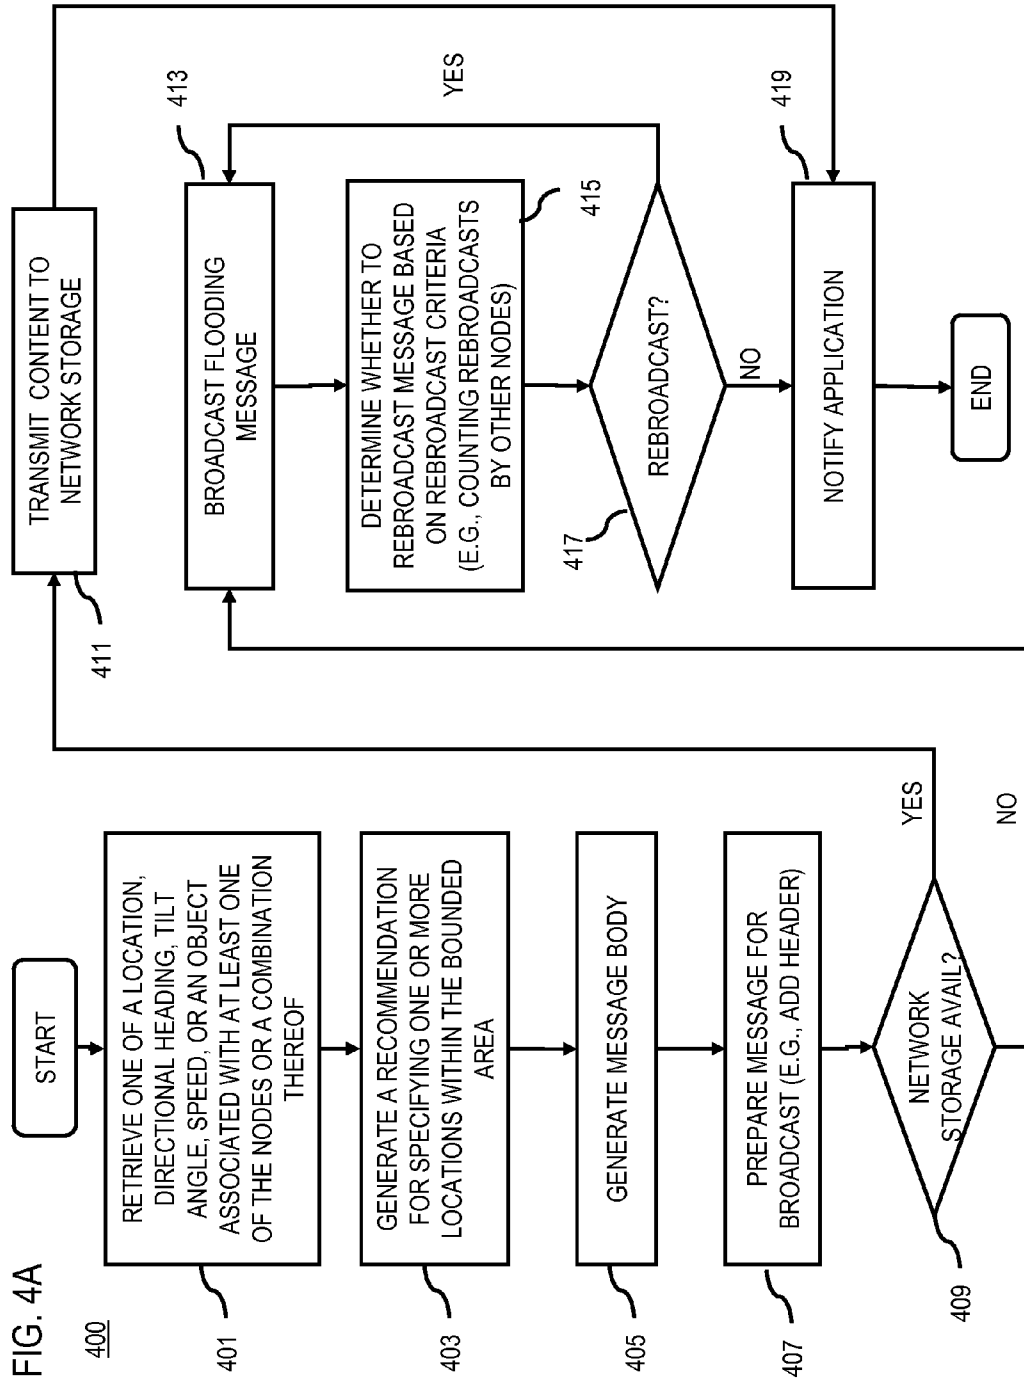 FIG. 4A
400
START
RETRIEVE ONE OF A LOCATION,
DIRECTIONAL HEADING, TILT
ANGLE, SPEED, OR AN OBJECT
ASSOCIATED WITH AT LEAST ONE
OF THE NODES OR A COMBINATION
THEREOF
401
GENERATE A RECOMMENDATION
FOR SPECIFYING ONE OR MORE
LOCATIONS WITHIN THE BOUNDED
AREA
403
GENERATE MESSAGE BODY
405
PREPARE MESSAGE FOR
BROADCAST (E.G., ADD HEADER)
407
NETWORK
STORAGE AVAIL?
409
YES
NO
TRANSMIT CONTENT TO
NETWORK STORAGE
411
BROADCAST FLOODING
MESSAGE
413
DETERMINE WHETHER TO
REBROADCAST MESSAGE BASED
ON REBROADCAST CRITERIA
(E.G., COUNTING REBROADCASTS
BY OTHER NODES)
415
REBROADCAST?
417
YES
NO
NOTIFY APPLICATION
419
END